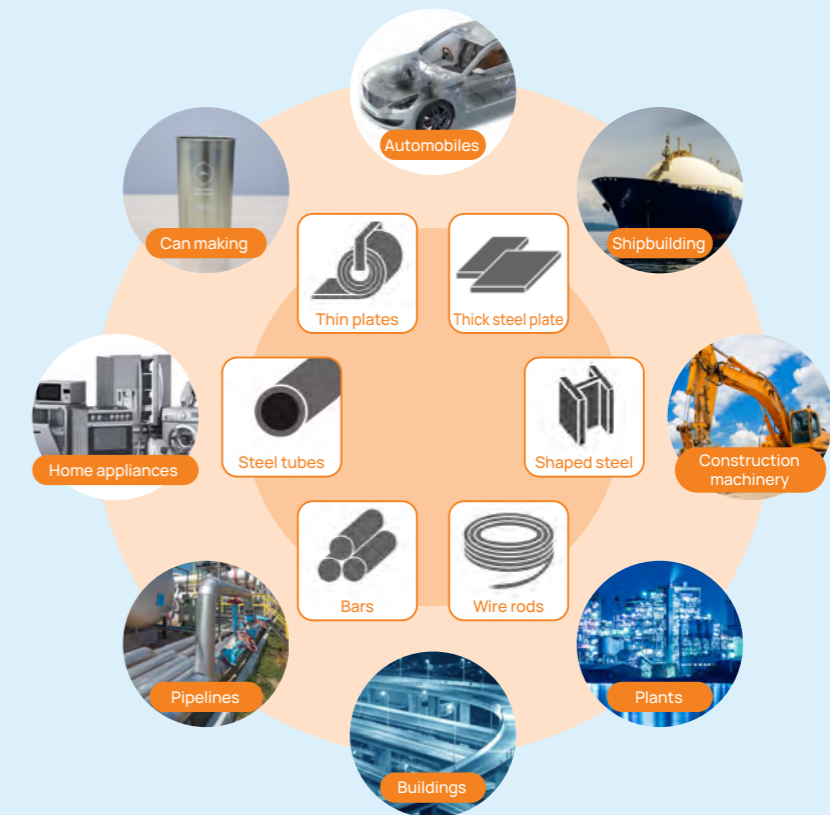 Automobiles
Can making
Shipbuilding
Thin plates
Thick steel plate
Home appliances
Steel tubes
Shaped steel
Construction
machinery
Bars
Wire rods
Pipelines
Plants
Buildings